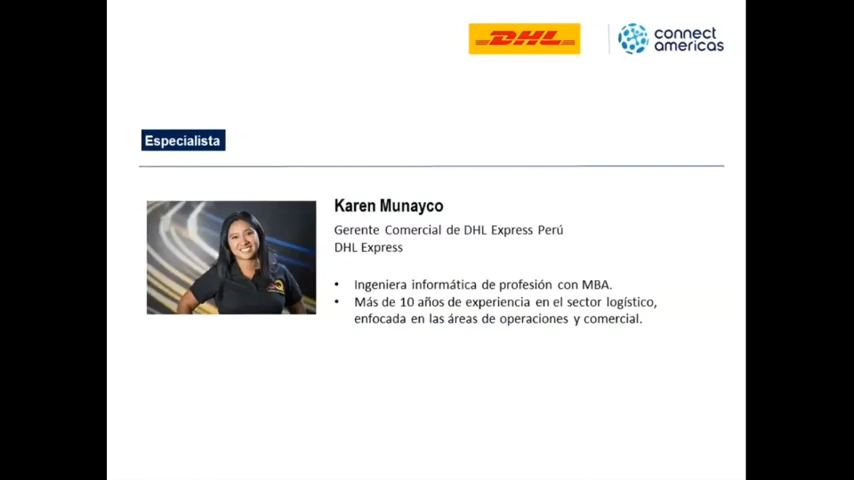 DHL
connect
americas
Especialista
Karen Munayco
Gerente Comercial de DHL Express Perú
DHL Express
• Ingeniera informática de profesión con MBA.
• Más de 10 años de experiencia en el sector logístico,
enfocada en las áreas de operaciones y comercial.